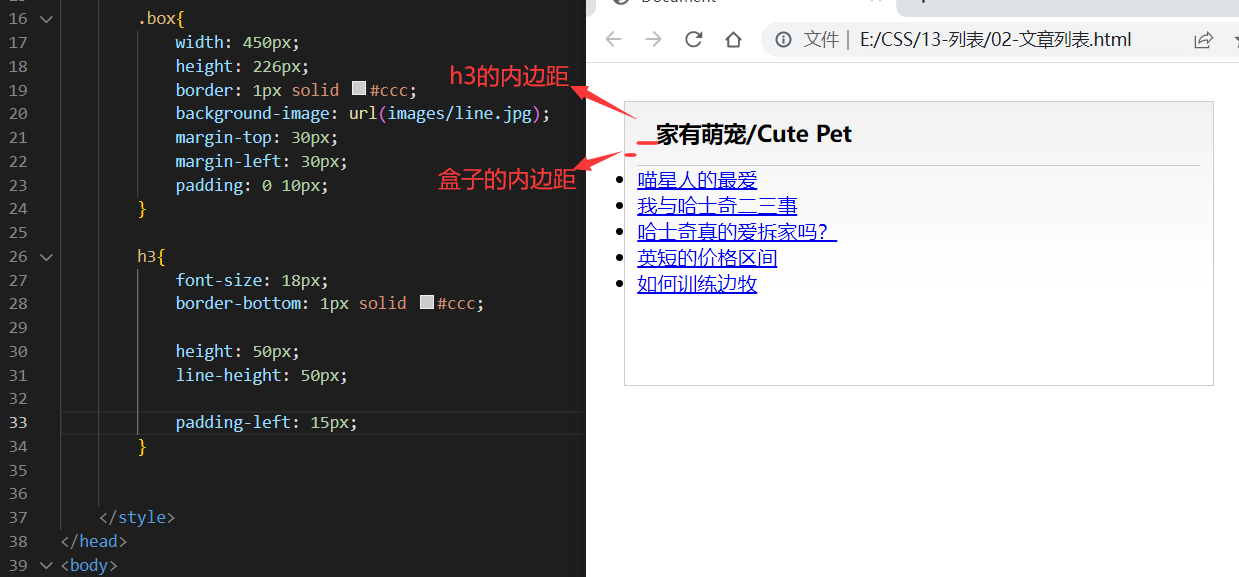 16 .box{
17 width: 450px;
18 height: 226px;
19 border: 1px solid #ccc;
20 background-image: url(images/line.jpg);
21 margin-top: 30px;
22 margin-left: 30px;
23 padding: 0 10px;
24 }
25
26 h3{
27 font-size: 18px;
28 border-bottom: 1px solid #ccc;
29
30 height: 50px;
31 line-height: 50px;
32
33 padding-left: 15px;
34 }
35
36
37 </style>
38 </head>
39 <body>
Document
文件 | E:/CSS/13-列表/02-文章列表.html
h3的内边距
家有萌宠/Cute Pet
盒子的内边距
喵星人的最爱
我与哈士奇二三事
哈士奇真的爱拆家吗？
英短的价格区间
如何训练边牧